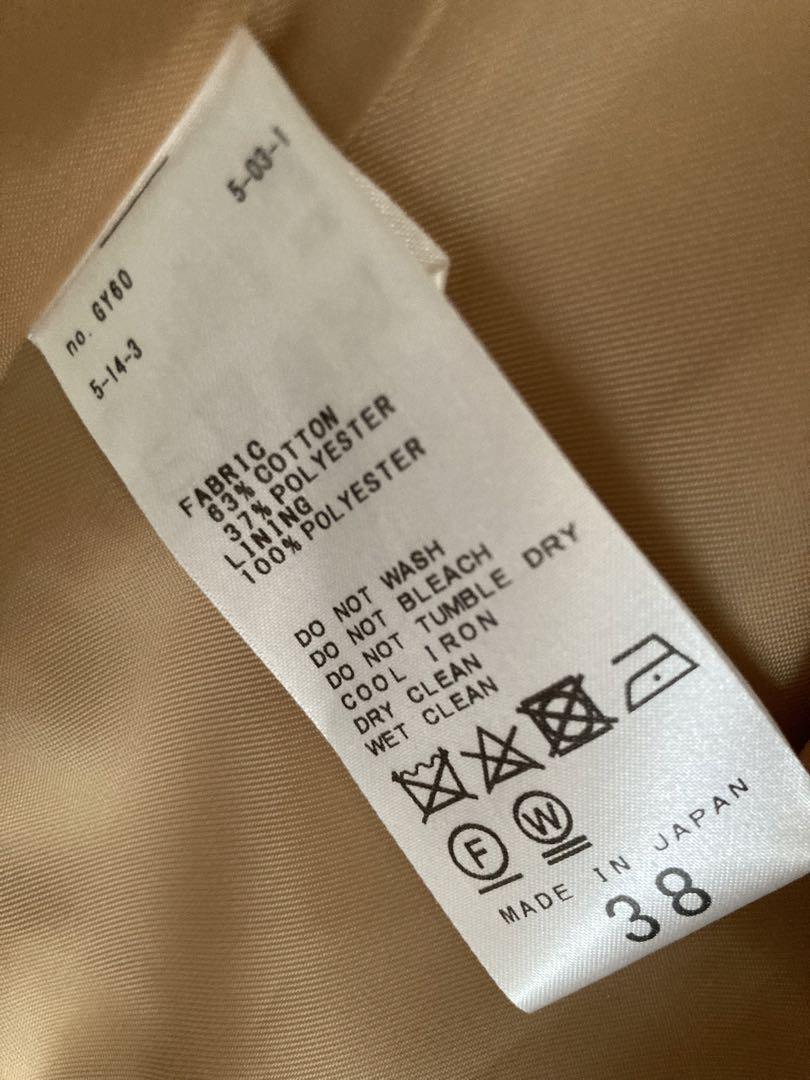 5-03-1
no. GY60
5-14-3
FABRIC
63% COTTON
37% POLYESTER
LINING
100% POLYESTER
DO NOT WASH
DO NOT BLEACH
DO NOT TUMBLE DRY
COOL IRON
DRY CLEAN
WET CLEAN
F W
MADE IN JAPAN
38